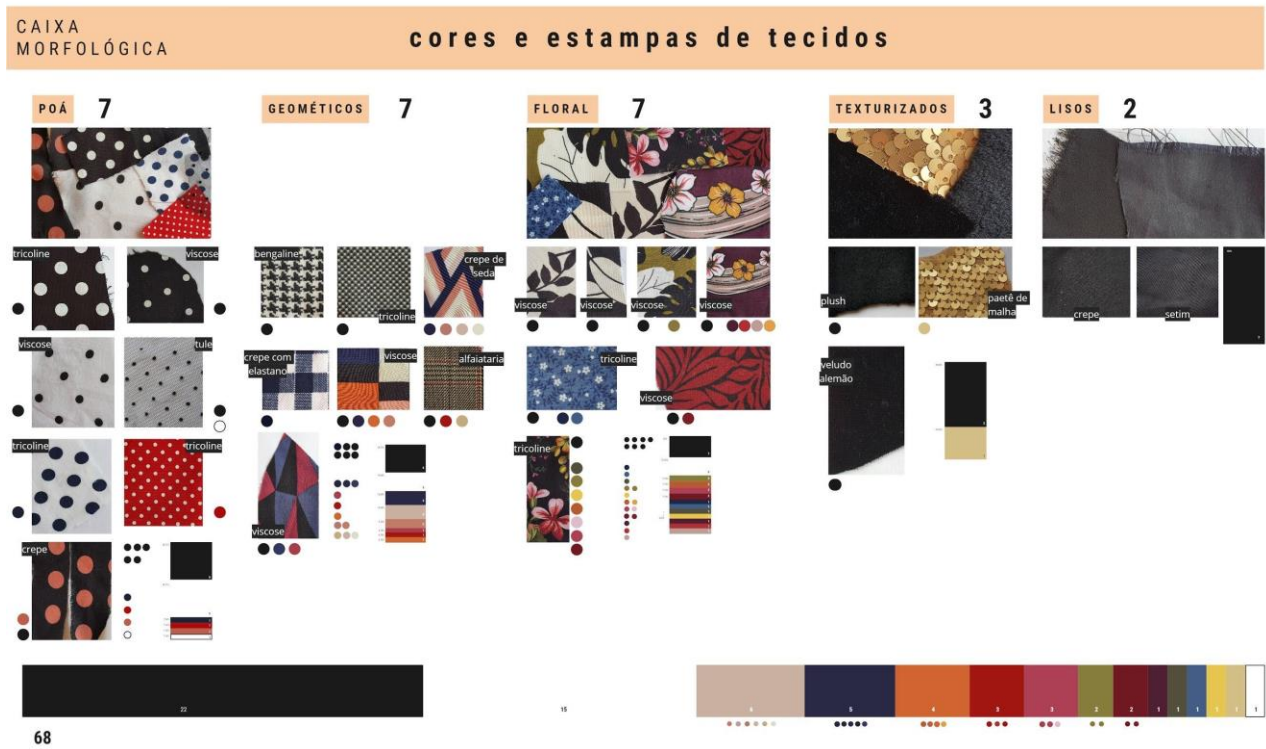 CAIXA
MORFOLÓGICA
cores e estampas de tecidos
POÁ 7
GEOMÉTICOS 7
FLORAL 7
TEXTURIZADOS 3
LISOS 2
tricoline
viscose
viscose
tule
tricoline
tricoline
crepe
bengaline
tricoline
crepe de
seda
crepe com
elastano
viscose
alfaiataria
viscose
viscose
viscose
viscose
viscose
tricoline
viscose
tricoline
plush
paetê de
malha
veludo
alemão
crepe
setim
22
15
6 5 4 3 3 2 2 1 1 1 1 1 1
68